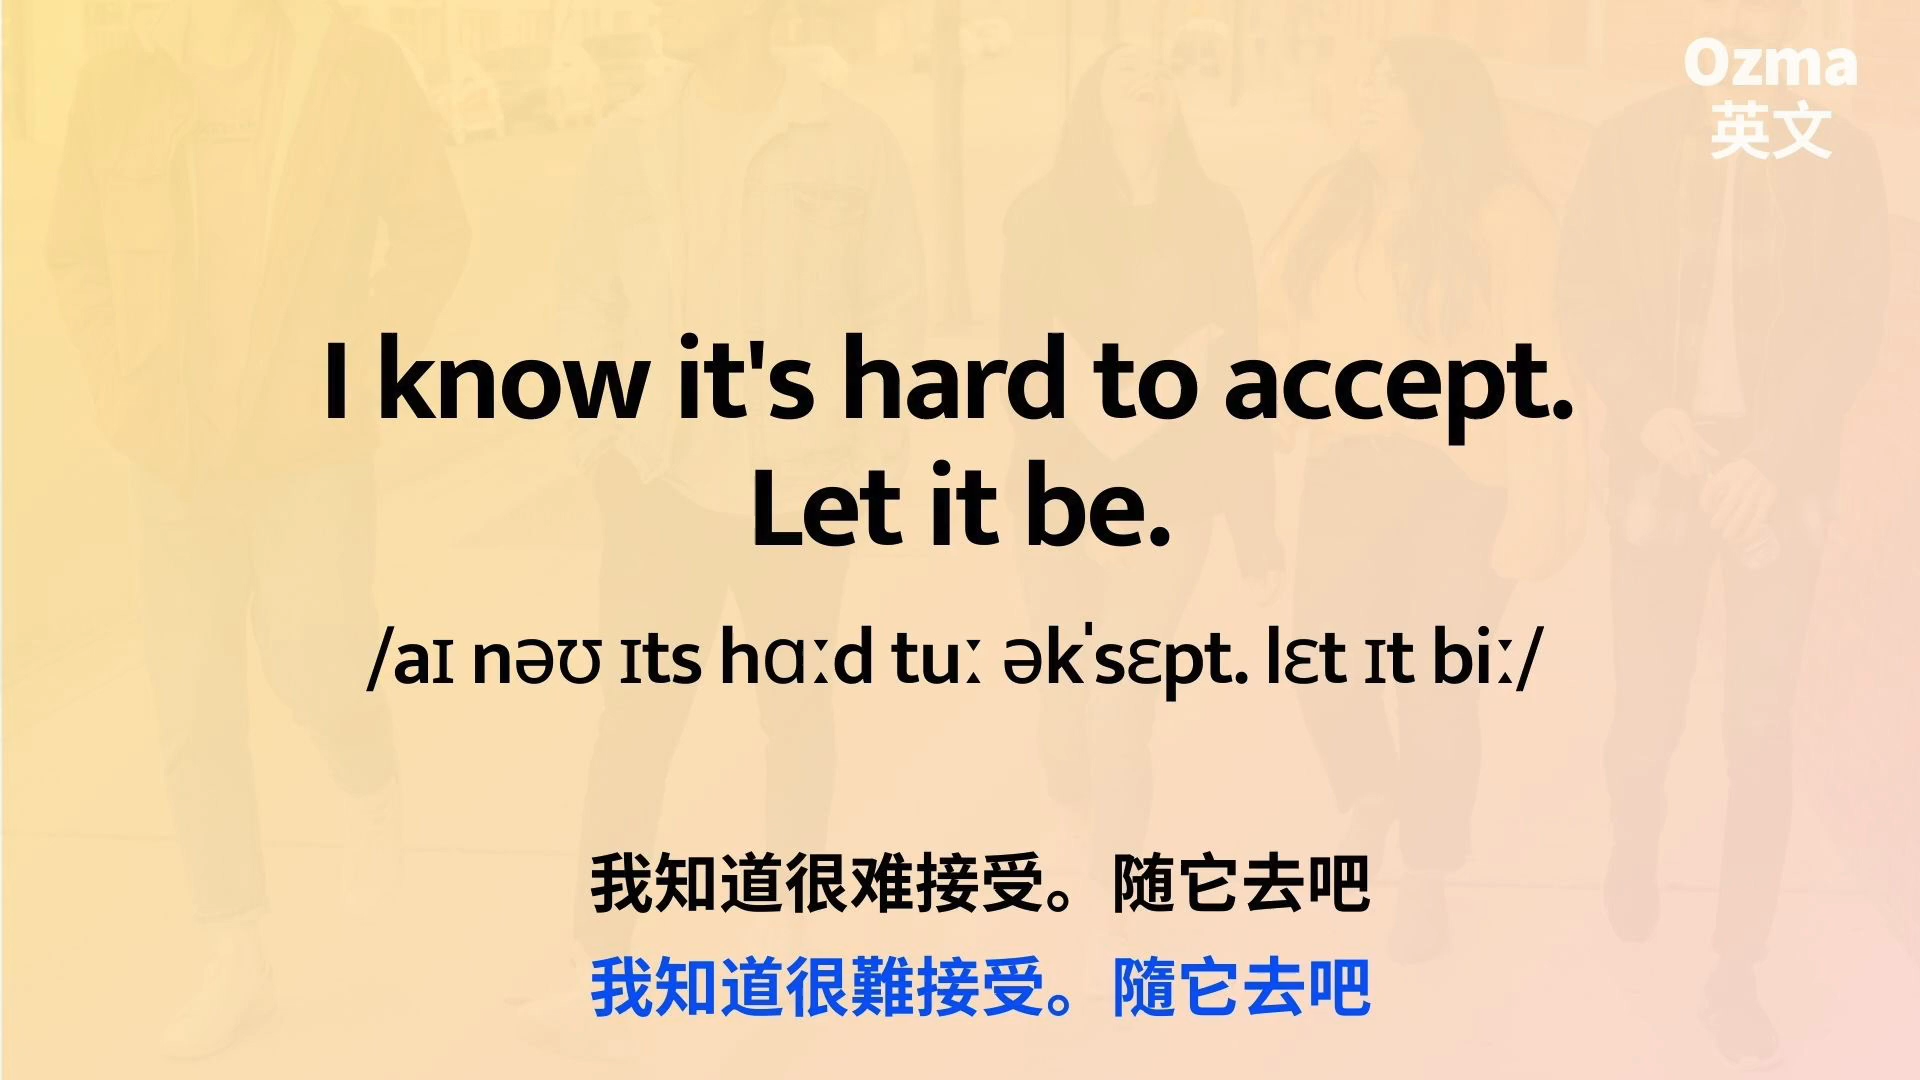 Ozma
英文
I know it's hard to accept.
Let it be.
/aɪ nəʊ ɪts hɑːd tuː əkˈsɛpt. lɛt ɪt biː/
我知道很难接受。随它去吧
我知道很難接受。隨它去吧